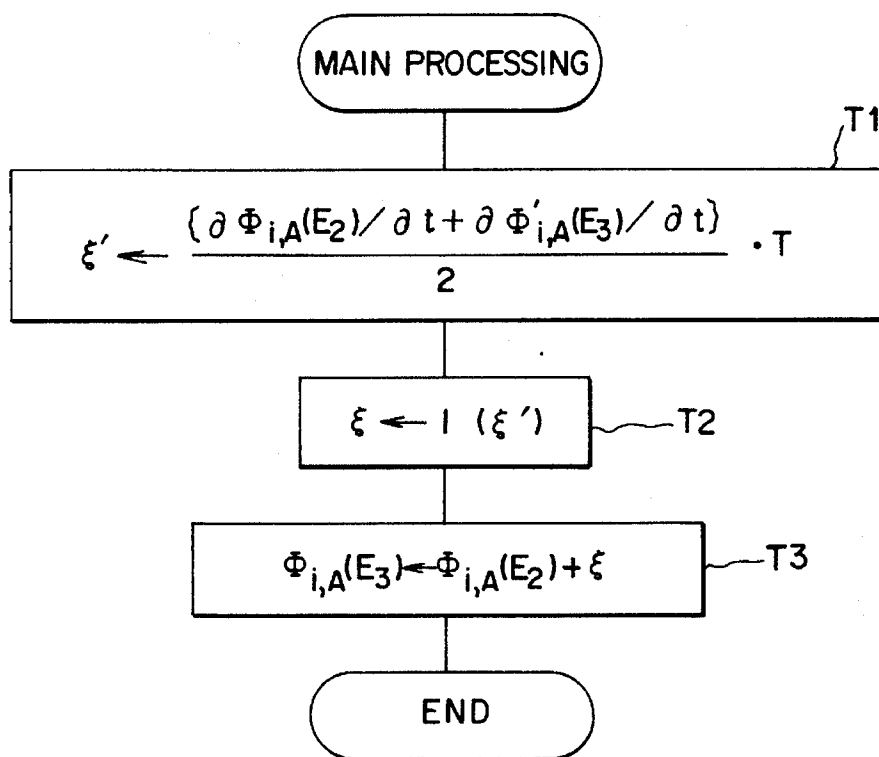 MAIN PROCESSING
T1
ξ′ ← {∂Φi,A(E2)/∂t+∂Φ′i,A(E3)/∂t}/2 ・T
ξ ← I (ξ′)
T2
Φi,A(E3)←Φi,A(E2)+ξ
T3
END